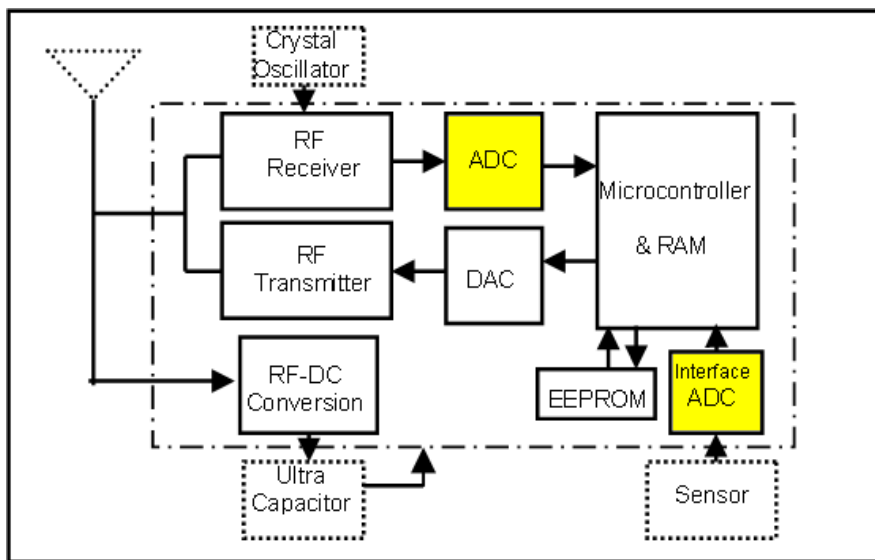 Crystal
Oscillator
RF
Receiver
ADC
Microcontroller
& RAM
RF
Transmitter
DAC
RF-DC
Conversion
EEPROM
Interface
ADC
Ultra
Capacitor
Sensor